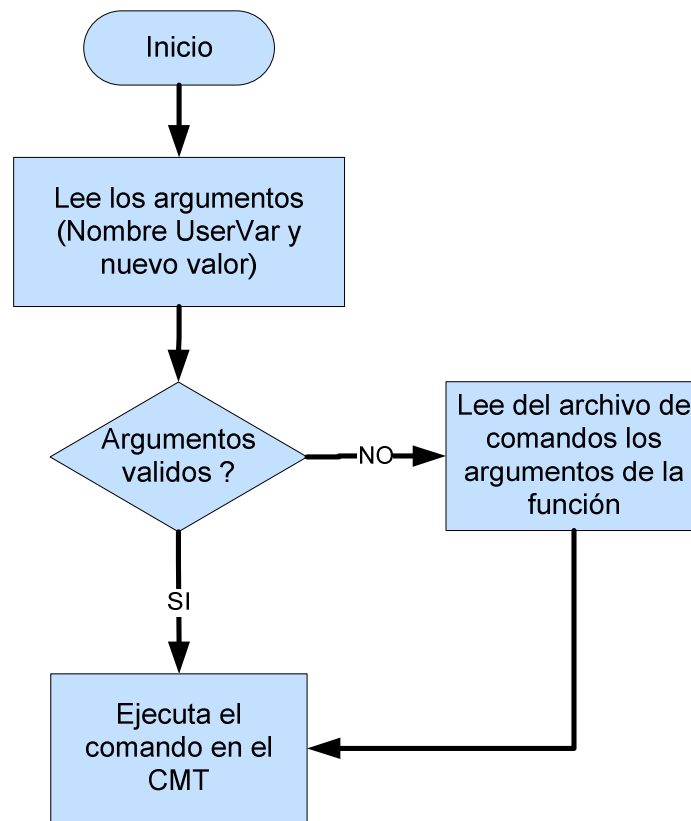 Inicio
Lee los argumentos
(Nombre UserVar y
nuevo valor)
Argumentos
validos ?
NO
Lee del archivo de
comandos los
argumentos de la
función
SI
Ejecuta el
comando en el
CMT